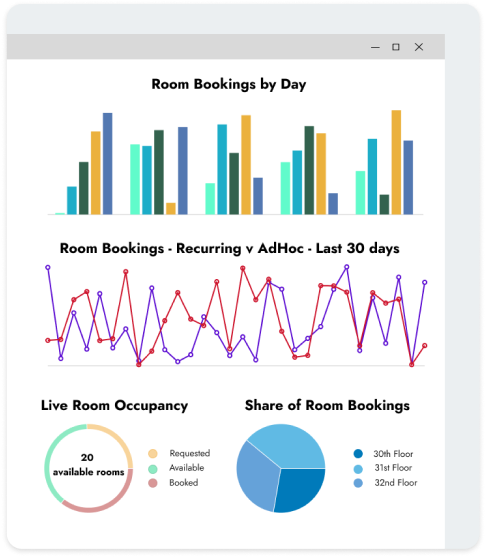 Room Bookings by Day
Room Bookings - Recurring v AdHoc - Last 30 days
Live Room Occupancy
Share of Room Bookings
20
available rooms
Requested
Available
Booked
30th Floor
31st Floor
32nd Floor